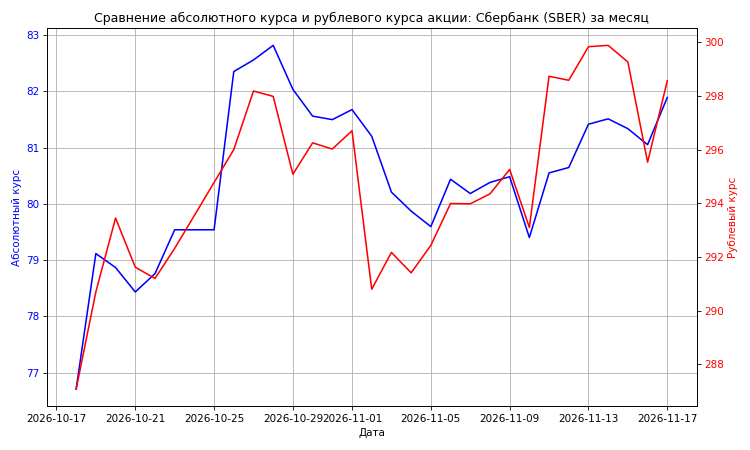 Сравнение абсолютного курса и рублевого курса акции: Сбербанк (SBER) за месяц
Абсолютный курс
83
82
81
80
79
78
77
300
298
296
294
292
290
288
Рублевый курс
2026-10-17 2026-10-21 2026-10-25 2026-10-29 2026-11-01 2026-11-05 2026-11-09 2026-11-13 2026-11-17
Дата